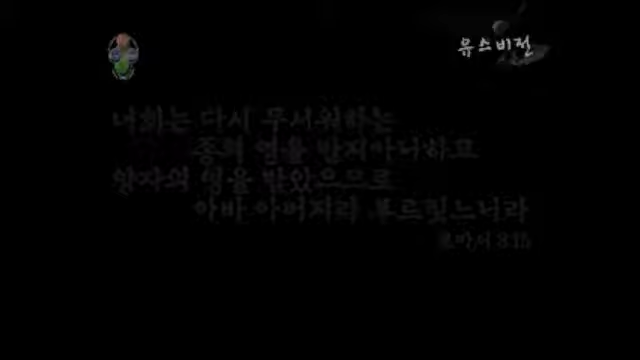 유스비전
너희는 다시 무서워하는
종의 영을 받지아니하고
양자의 영을 받았으므로
아바 아버지라 부르짖느니라
로마서 8:15